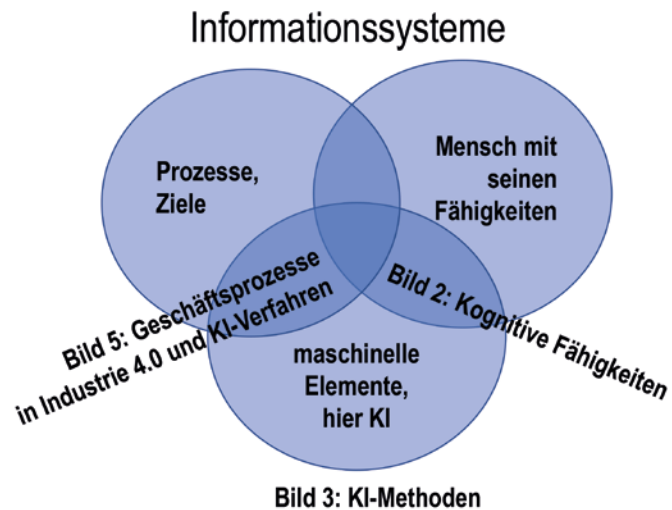 Informationssysteme
Prozesse,
Ziele
Mensch mit
seinen
Fähigkeiten
Bild 5: Geschäftsprozesse
in Industrie 4.0 und KI-Verfahren
Bild 2: Kognitive Fähigkeiten
maschinelle
Elemente,
hier KI
Bild 3: KI-Methoden